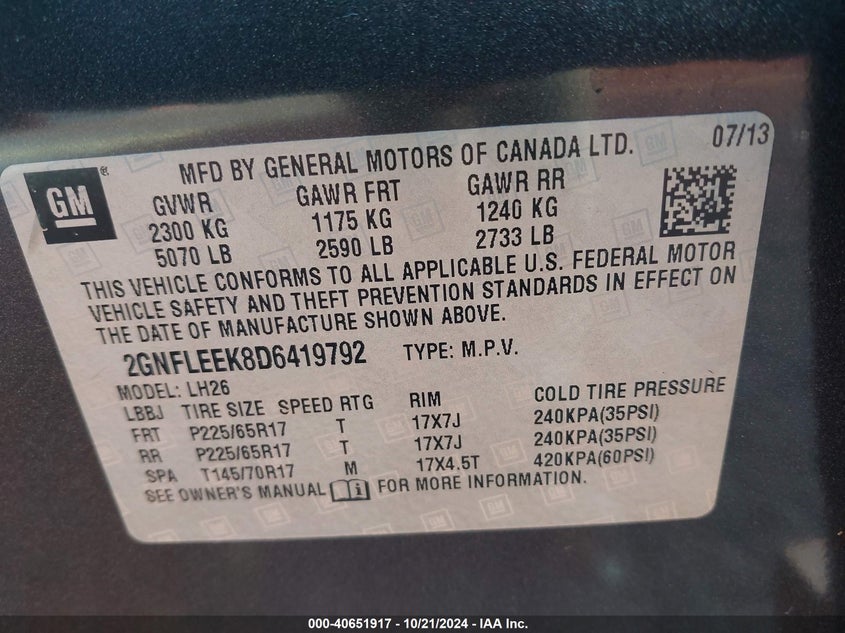 MFD BY GENERAL MOTORS OF CANADA LTD. 07/13
GM®
GVWR GAWR FRT GAWR RR
2300 KG 1175 KG 1240 KG
5070 LB 2590 LB 2733 LB
THIS VEHICLE CONFORMS TO ALL APPLICABLE U.S. FEDERAL MOTOR
VEHICLE SAFETY AND THEFT PREVENTION STANDARDS IN EFFECT ON
THE DATE OF MANUFACTURE SHOWN ABOVE.
2GNFLEEK8D6419792 TYPE: M.P.V.
MODEL: LH26
LBBJ TIRE SIZE SPEED RTG RIM COLD TIRE PRESSURE
FRT P225/65R17 T 17X7J 240KPA(35PSI)
RR P225/65R17 T 17X7J 240KPA(35PSI)
SPA T145/70R17 M 17X4.5T 420KPA(60PSI)
SEE OWNER'S MANUAL FOR MORE INFORMATION.
000-40651917 - 10/21/2024 - IAA Inc.